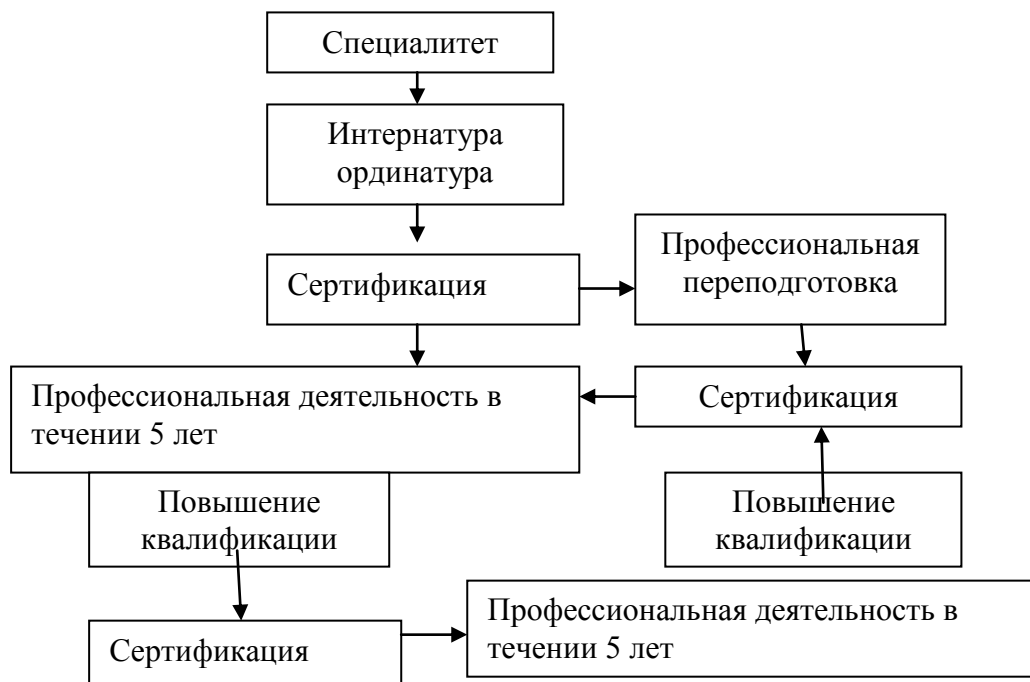 Специалитет
Интернатура
ординатура
Сертификация
Профессиональная
переподготовка
Профессиональная деятельность в
течении 5 лет
Сертификация
Повышение
квалификации
Повышение
квалификации
Сертификация
Профессиональная деятельность в
течении 5 лет